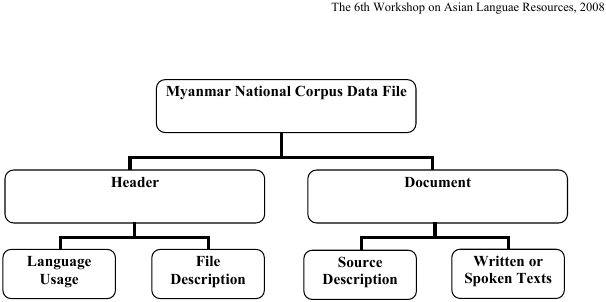 The 6th Workshop on Asian Languae Resources, 2008
Myanmar National Corpus Data File
Header
Document
Language
Usage
File
Description
Source
Description
Written or
Spoken Texts